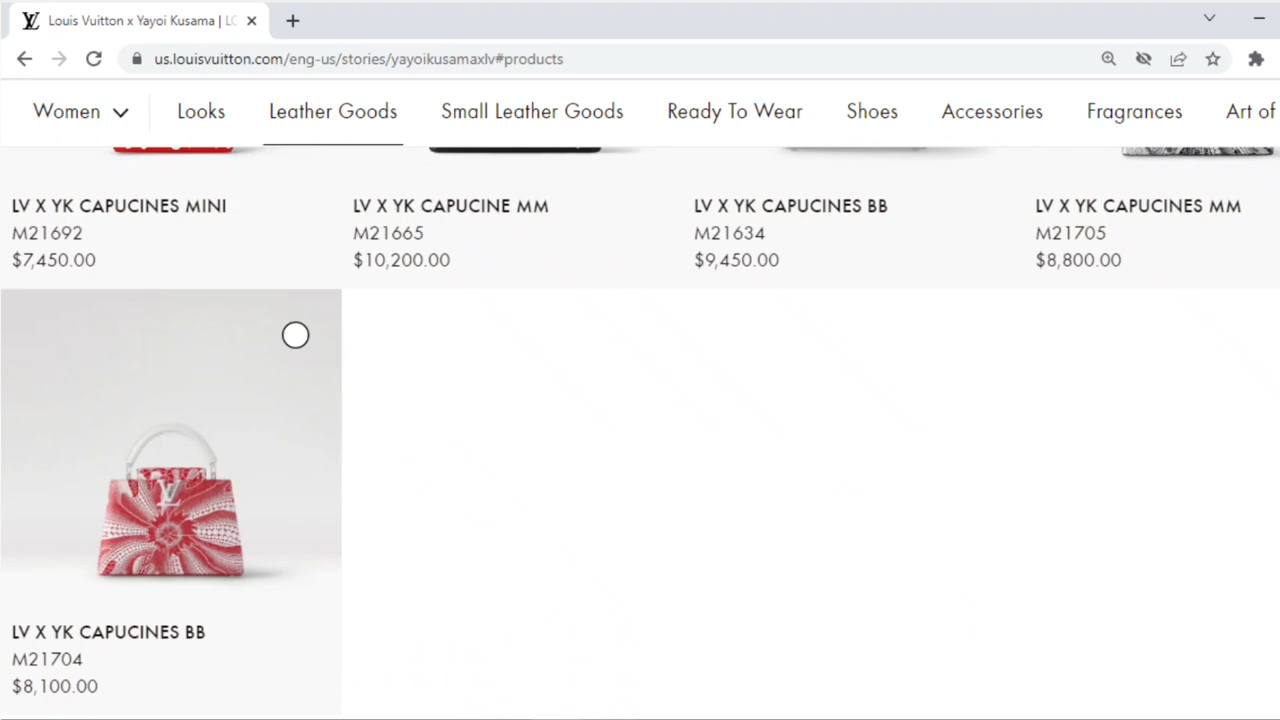 Louis Vuitton x Yayoi Kusama | LO
us.louisvuitton.com/eng-us/stories/yayoikusamaxlv#products
Women Looks Leather Goods Small Leather Goods Ready To Wear Shoes Accessories Fragrances Art of
LV X YK CAPUCINES MINI LV X YK CAPUCINE MM LV X YK CAPUCINES BB LV X YK CAPUCINES MM
M21692 M21665 M21634 M21705
$7,450.00 $10,200.00 $9,450.00 $8,800.00
LV X YK CAPUCINES BB
M21704
$8,100.00